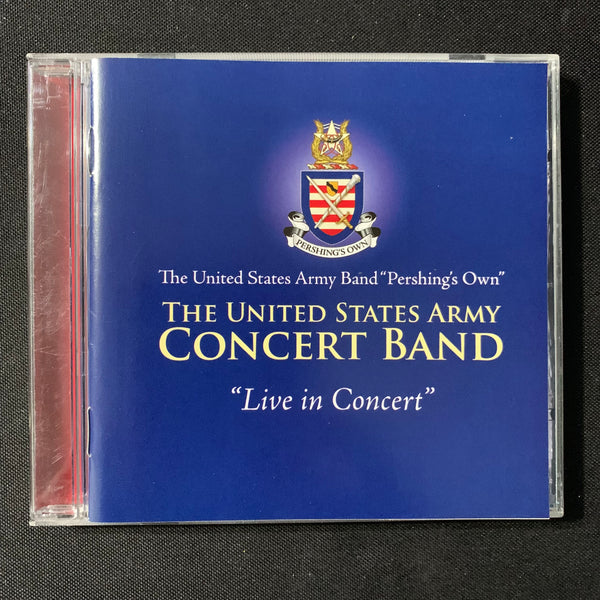 PERSHING'S OWN
The United States Army Band "Pershing's Own"
THE UNITED STATES ARMY
CONCERT BAND
"Live in Concert"